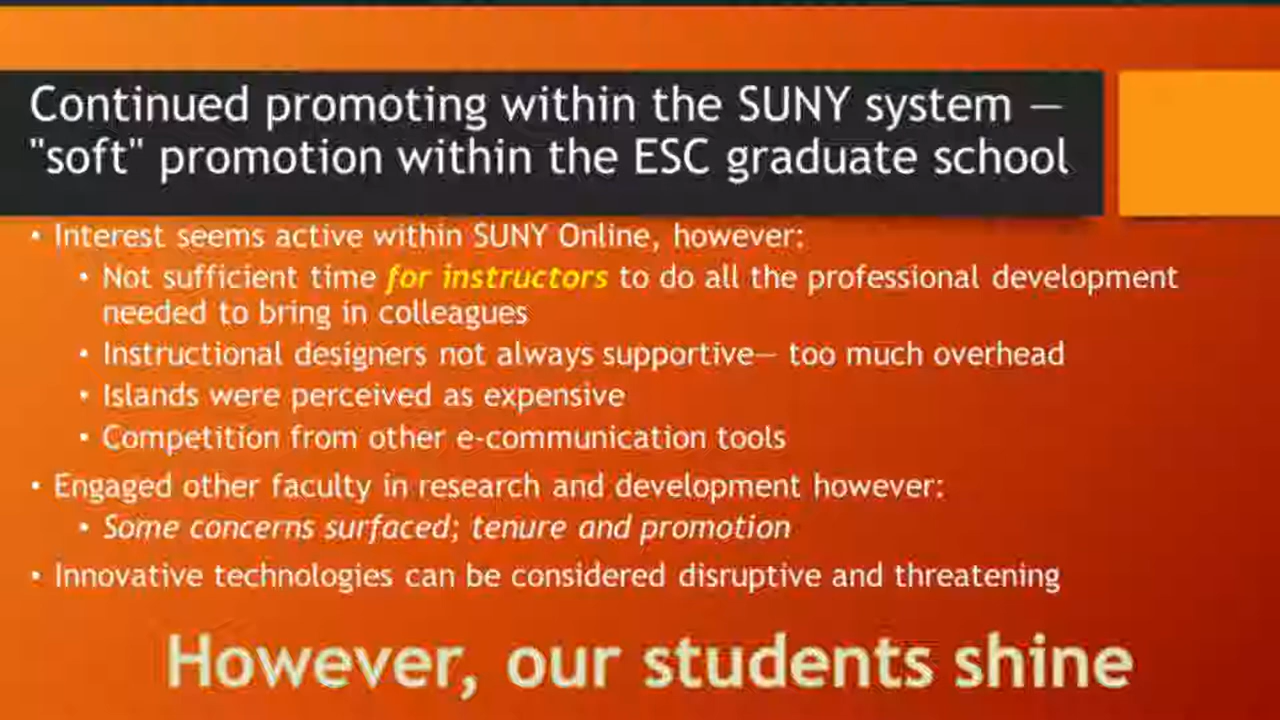 Continued promoting within the SUNY system —
"soft" promotion within the ESC graduate school
• Interest seems active within SUNY Online, however:
• Not sufficient time for instructors to do all the professional development
needed to bring in colleagues
• Instructional designers not always supportive— too much overhead
• Islands were perceived as expensive
• Competition from other e-communication tools
• Engaged other faculty in research and development however:
• Some concerns surfaced; tenure and promotion
• Innovative technologies can be considered disruptive and threatening
However, our students shine